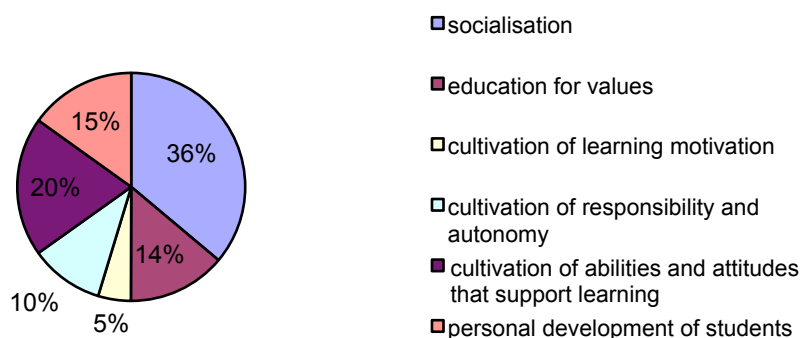 socialisation
education for values
cultivation of learning motivation
cultivation of responsibility and
autonomy
cultivation of abilities and attitudes
that support learning
personal development of students
36%
14%
5%
10%
20%
15%